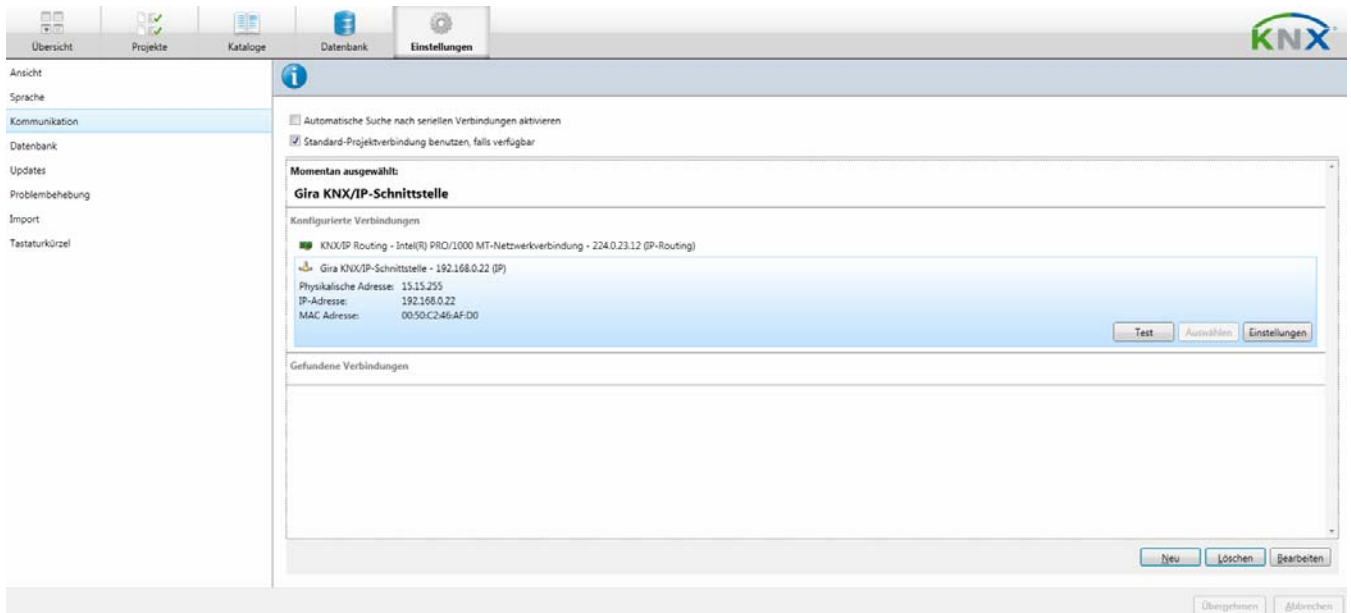 Übersicht Projekte Kataloge Datenbank Einstellungen
KNX
Ansicht
Sprache
Kommunikation
Datenbank
Updates
Problembehebung
Import
Tastaturkürzel
Automatische Suche nach seriellen Verbindungen aktivieren
Standard-Projektverbindung benutzen, falls verfügbar
Momentan ausgewählt:
Gira KNX/IP-Schnittstelle
Konfigurierte Verbindungen
KNX/IP Routing - Intel(R) PRO/1000 MT-Netzwerkverbindung - 224.0.23.12 (IP-Routing)
Gira KNX/IP-Schnittstelle - 192.168.0.22 (IP)
Physikalische Adresse: 15.15.255
IP-Adresse: 192.168.0.22
MAC Adresse: 00:50:C2:46:AF:D0
Test Auswählen Einstellungen
Gefundene Verbindungen
Neu Löschen Bearbeiten
Übergehmen Abbrechen